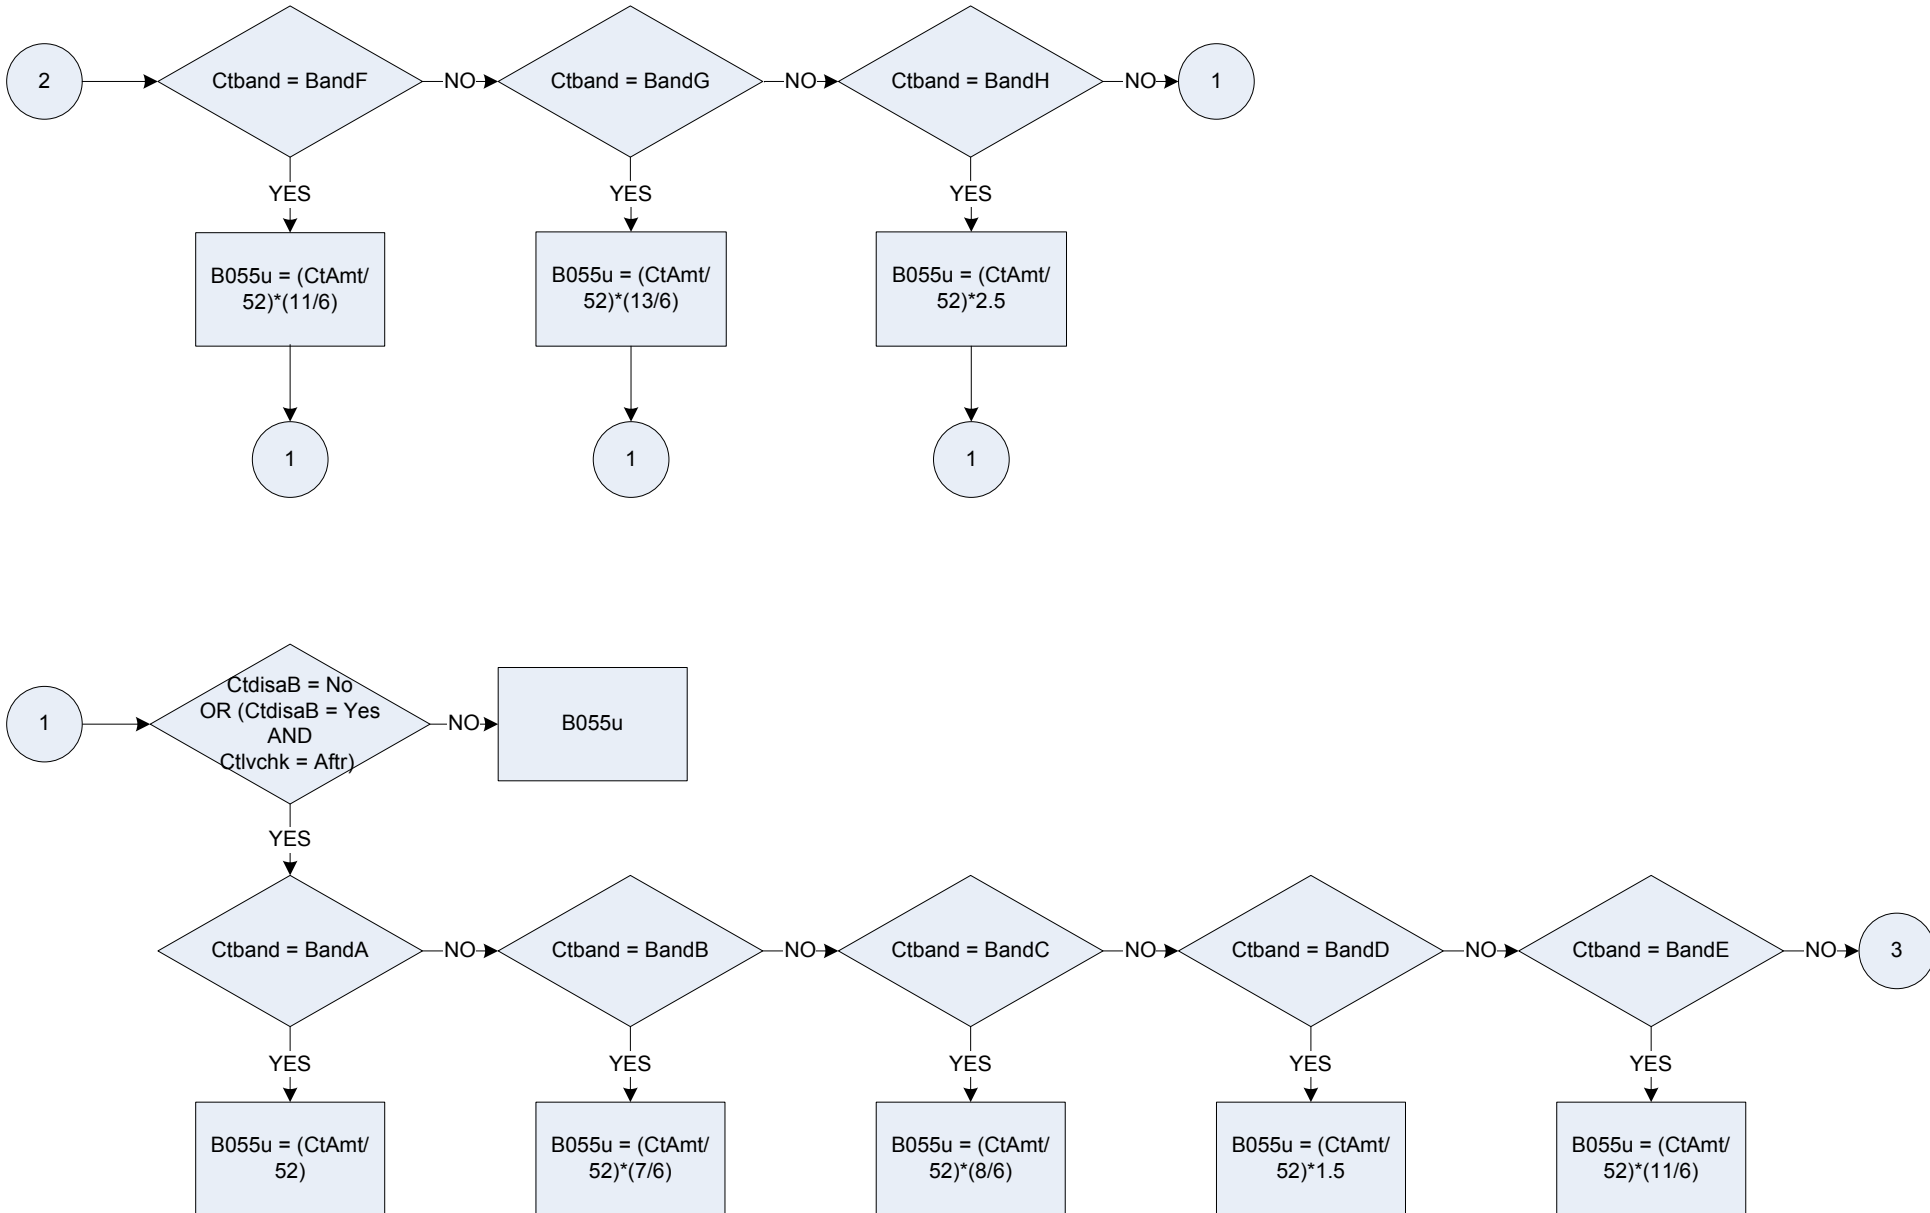 2
Ctband = BandF
NO
Ctband = BandG
NO
Ctband = BandH
NO
1
YES
YES
YES
B055u = (CtAmt/
52)*(11/6)
B055u = (CtAmt/
52)*(13/6)
B055u = (CtAmt/
52)*2.5
1
1
1
1
CtdisaB = No
OR (CtdisaB = Yes
AND
Ctlvchk = Aftr)
NO
B055u
YES
Ctband = BandA
NO
Ctband = BandB
NO
Ctband = BandC
NO
Ctband = BandD
NO
Ctband = BandE
NO
3
YES
YES
YES
YES
YES
B055u = (CtAmt/
52)
B055u = (CtAmt/
52)*(7/6)
B055u = (CtAmt/
52)*(8/6)
B055u = (CtAmt/
52)*1.5
B055u = (CtAmt/
52)*(11/6)